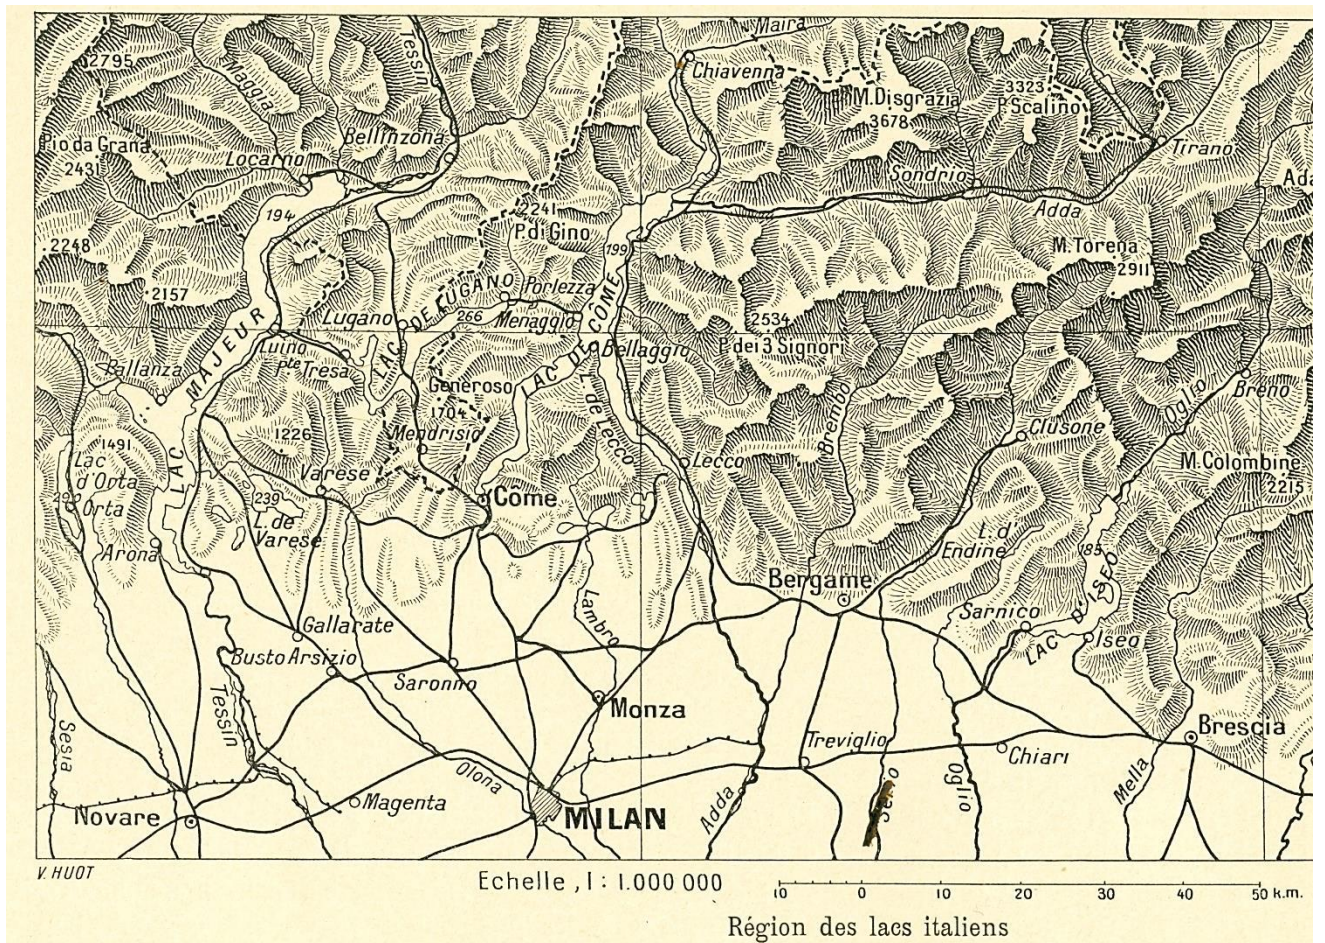 Maira
Tessin
Maggia
2795
Chiavenna
M.Disgrazia
3678
3323
P.Scalino
Bellinzona
Pio da Grana
2431
Locarno
Tirano
Sondrio
Ada
194
2241
P.di Gino
Adda
199
2248
M.Torena
2911
2157
LAC DE LUGANO
Porlezza
266
Lugano
Menaggio
LAC DE CÔME
2534
P.dei 3 Signori
LAC MAJEUR
Luino
Pte Tresa
Bellaggio
Pallanza
Generoso
1704
L.de Lecco
Brembo
Oglio
Breno
1491
1226
Mendrisio
Clusone
Lac
d'Orta
290
Orta
Varese
Lecco
M.Colombine
2215
239
L.de
Varese
Côme
L.d'
Endine
Arona
185
LAC D'ISEO
Bergame
Lambro
Sarnico
Iseo
Gallarate
Busto Arsizio
Saronno
Tessin
Sesia
Monza
Brescia
Treviglio
Chiari
Olona
Magenta
Adda
Serio
Oglio
Mella
Novare
MILAN
V. HUOT
Echelle, 1: 1.000 000
10 0 10 20 30 40 50 k.m.
Région des lacs italiens